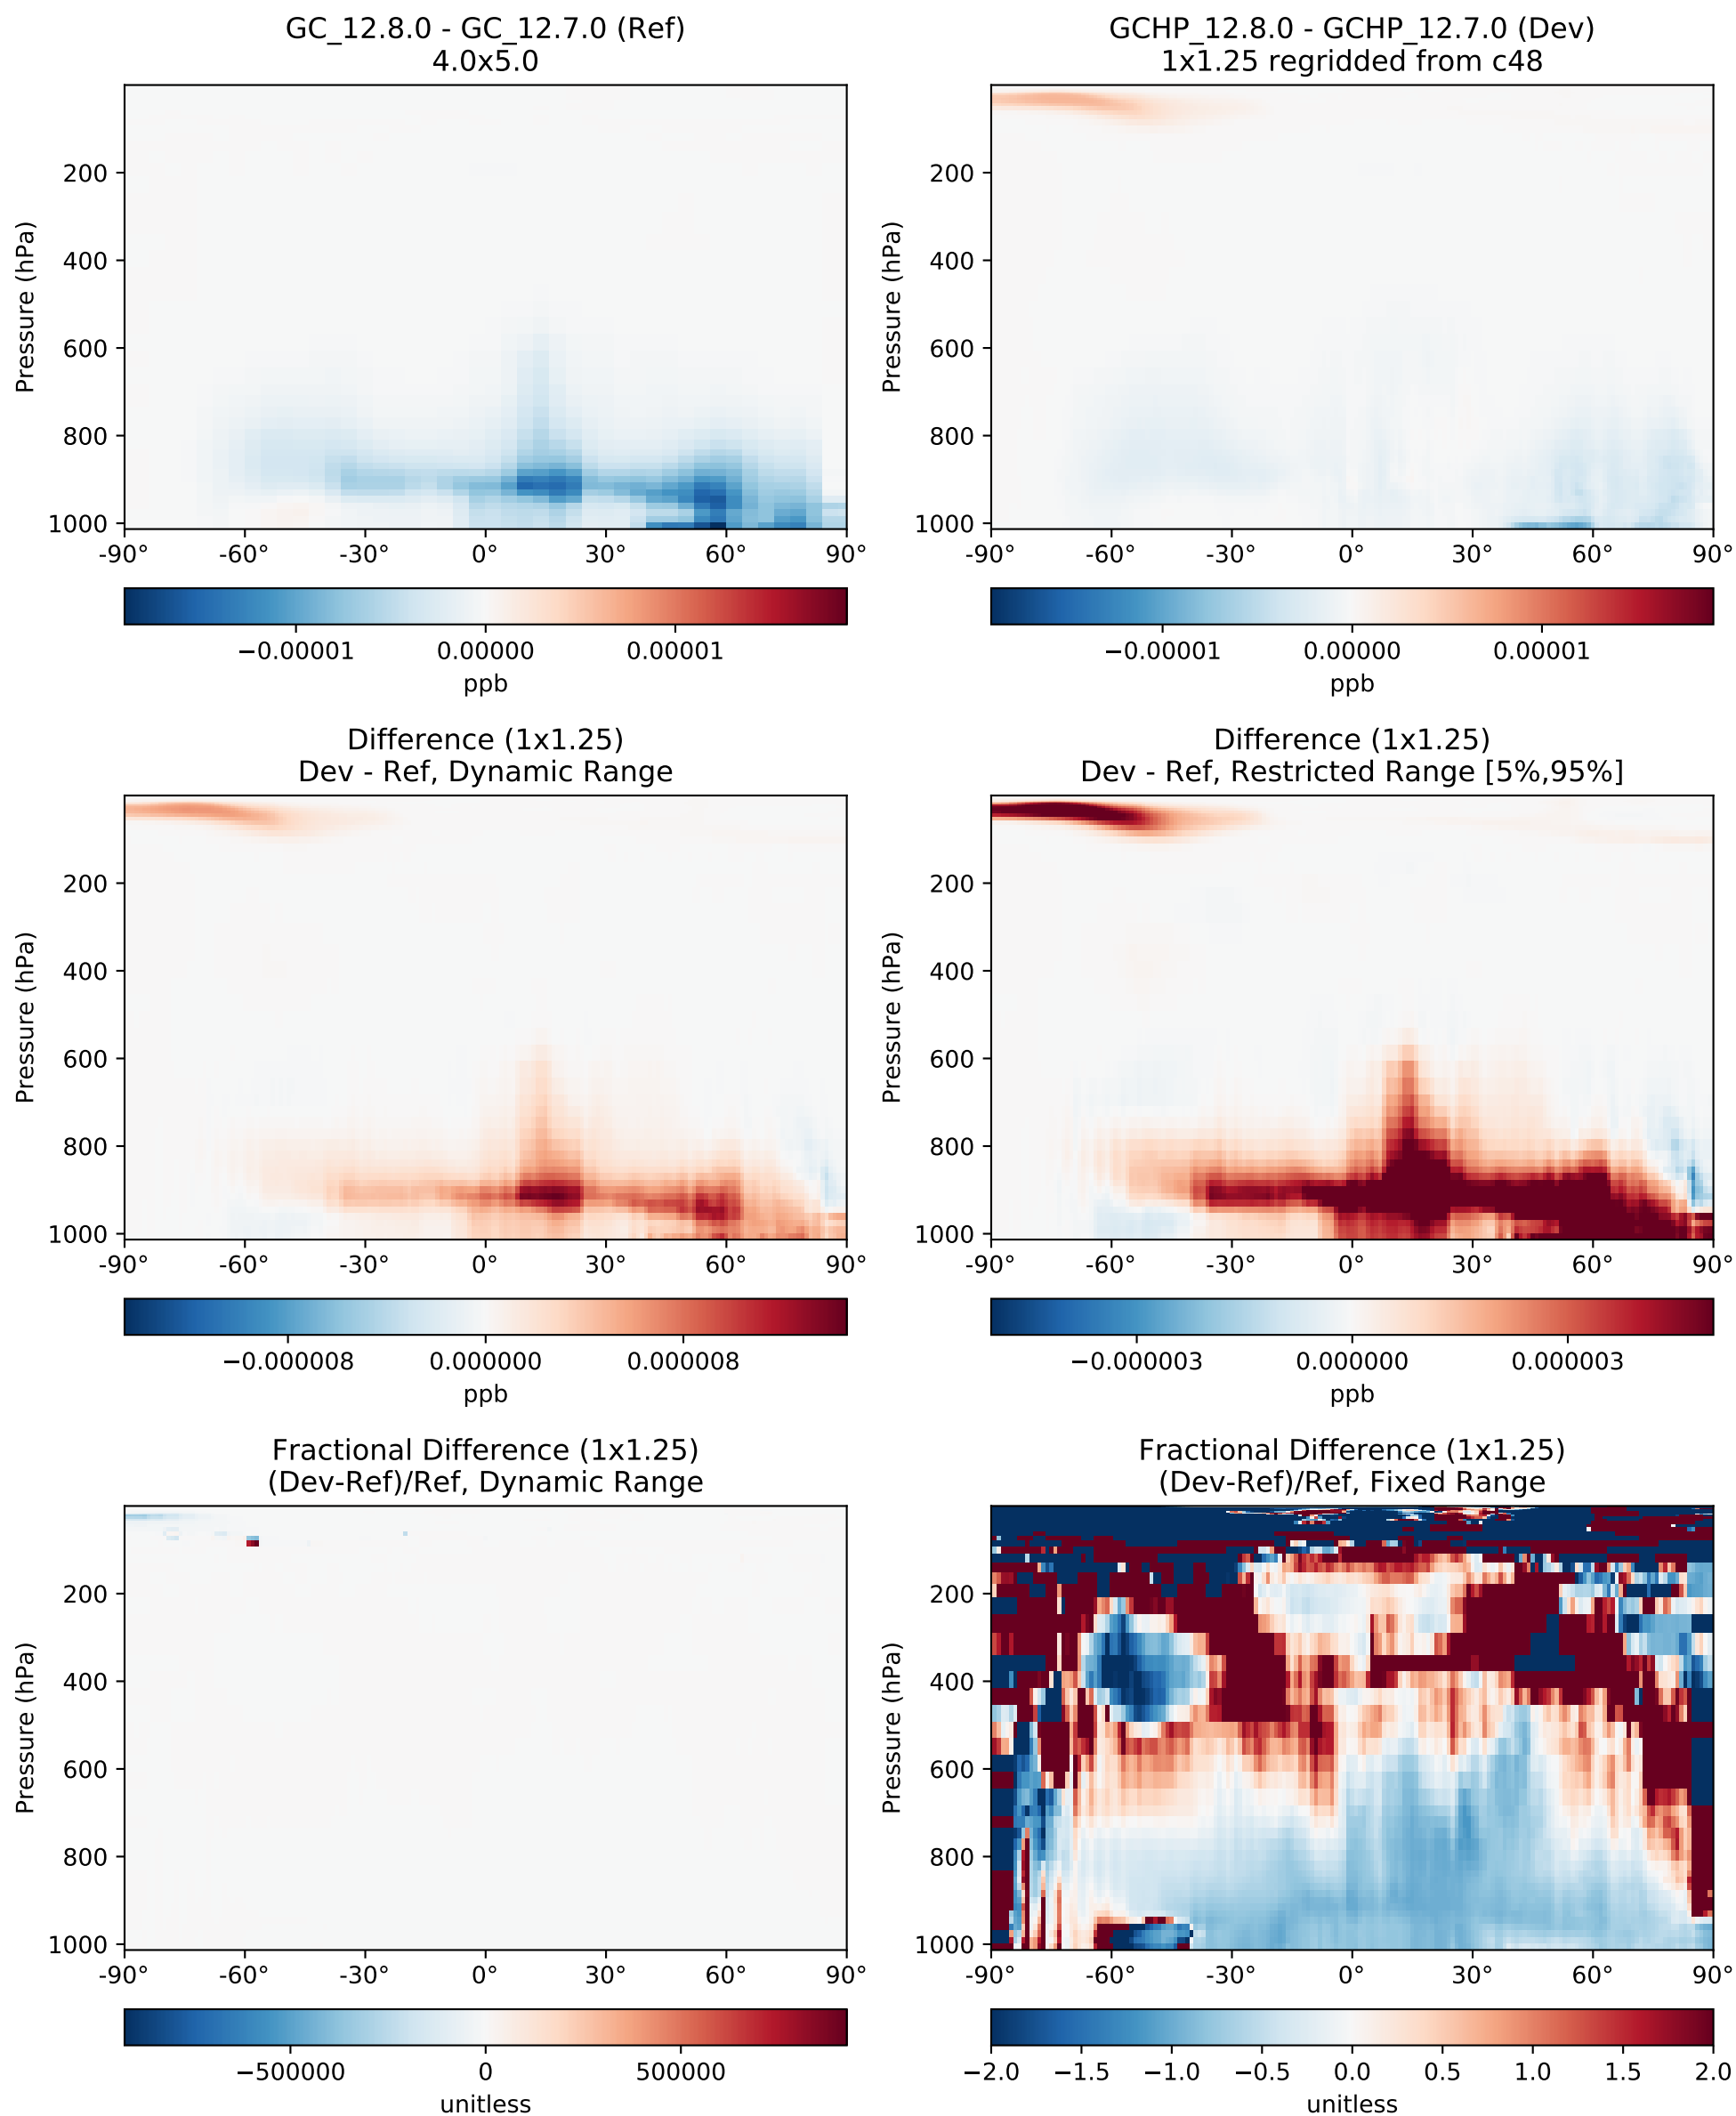 GC_12.8.0 - GC_12.7.0 (Ref)
4.0x5.0
Pressure (hPa)
200
400
600
800
1000
-90° -60° -30° 0° 30° 60° 90°
−0.00001 0.00000 0.00001
ppb
GCHP_12.8.0 - GCHP_12.7.0 (Dev)
1x1.25 regridded from c48
Pressure (hPa)
200
400
600
800
1000
-90° -60° -30° 0° 30° 60° 90°
−0.00001 0.00000 0.00001
ppb
Difference (1x1.25)
Dev - Ref, Dynamic Range
Pressure (hPa)
200
400
600
800
1000
-90° -60° -30° 0° 30° 60° 90°
−0.000008 0.000000 0.000008
ppb
Difference (1x1.25)
Dev - Ref, Restricted Range [5%,95%]
Pressure (hPa)
200
400
600
800
1000
-90° -60° -30° 0° 30° 60° 90°
−0.000003 0.000000 0.000003
ppb
Fractional Difference (1x1.25)
(Dev-Ref)/Ref, Dynamic Range
Pressure (hPa)
200
400
600
800
1000
-90° -60° -30° 0° 30° 60° 90°
−500000 0 500000
unitless
Fractional Difference (1x1.25)
(Dev-Ref)/Ref, Fixed Range
Pressure (hPa)
200
400
600
800
1000
-90° -60° -30° 0° 30° 60° 90°
−2.0 −1.5 −1.0 −0.5 0.0 0.5 1.0 1.5 2.0
unitless